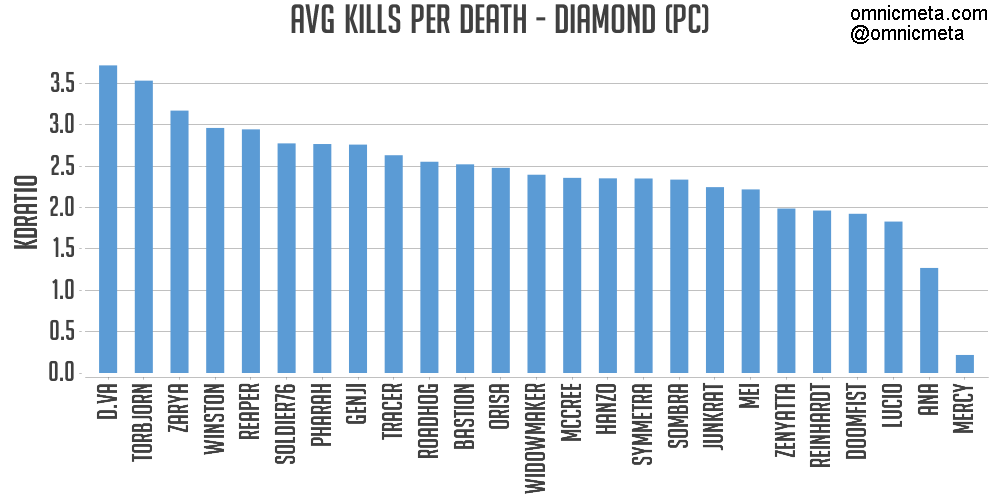 AVG KILLS PER DEATH - DIAMOND (PC)
omnicmeta.com
@omnicmeta
KDRATIO
3.5
3.0
2.5
2.0
1.5
1.0
0.5
0.0
D.VA
TORBJORN
ZARYA
WINSTON
REAPER
SOLDIER76
PHARAH
GENJI
TRACER
ROADHOG
BASTION
ORISA
WIDOWMAKER
MCCREE
HANZO
SYMMETRA
SOMBRA
JUNKRAT
MEI
ZENYATTA
REINHARDT
DOOMFIST
LUCIO
ANA
MERCY